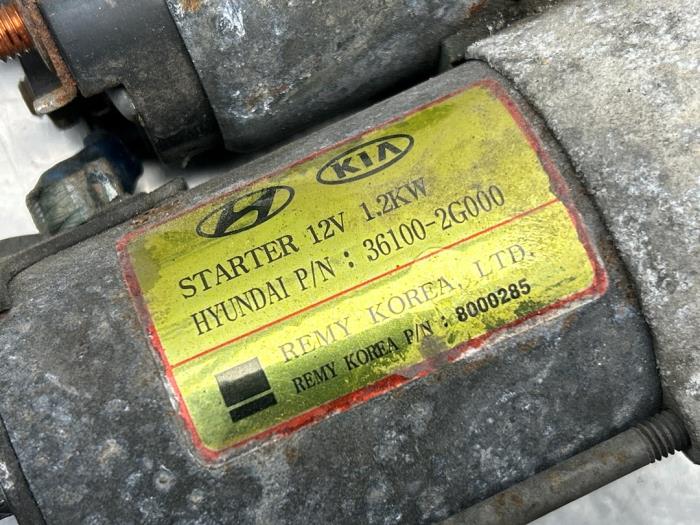 KIA
STARTER 12V 1.2KW
HYUNDAI P/N : 36100-2G000
REMY KOREA. LTD.
REMY KOREA P/N : 8000285